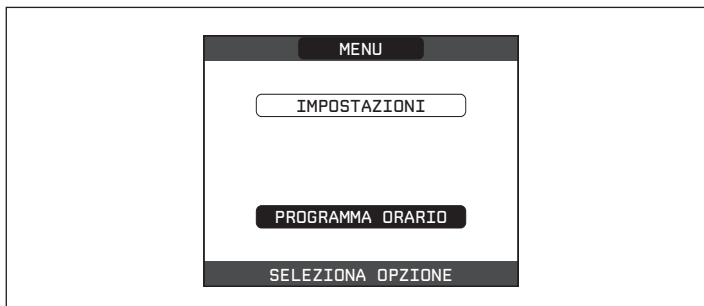 MENU
IMPOSTAZIONI
PROGRAMMA ORARIO
SELEZIONA OPZIONE